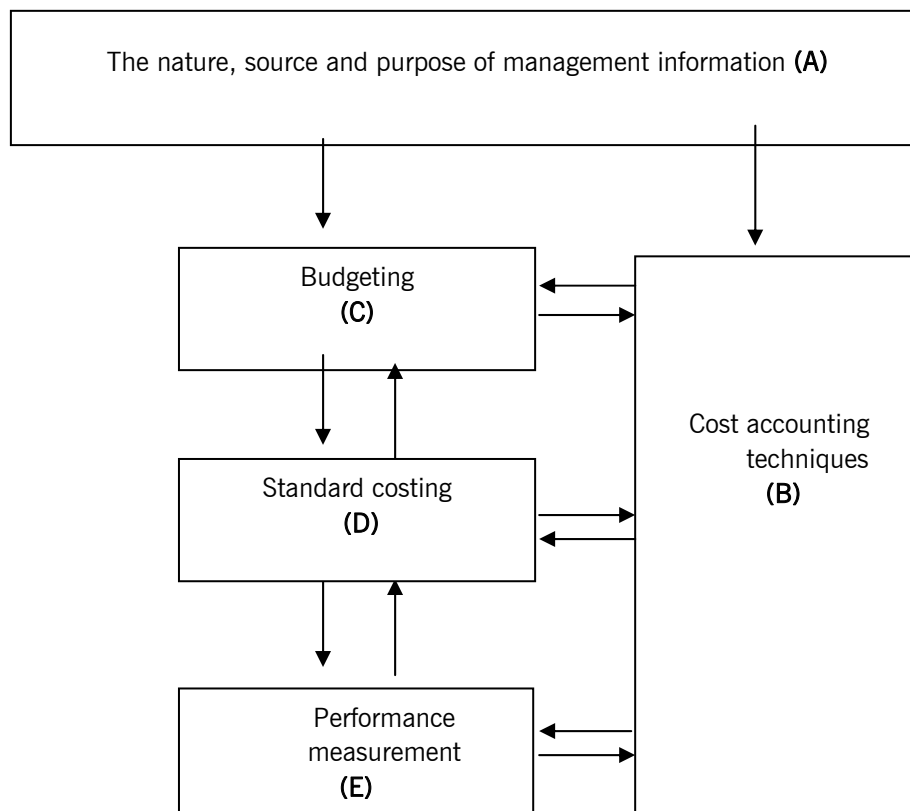 The nature, source and purpose of management information (A)
Budgeting
(C)
Cost accounting
techniques
(B)
Standard costing
(D)
Performance
measurement
(E)